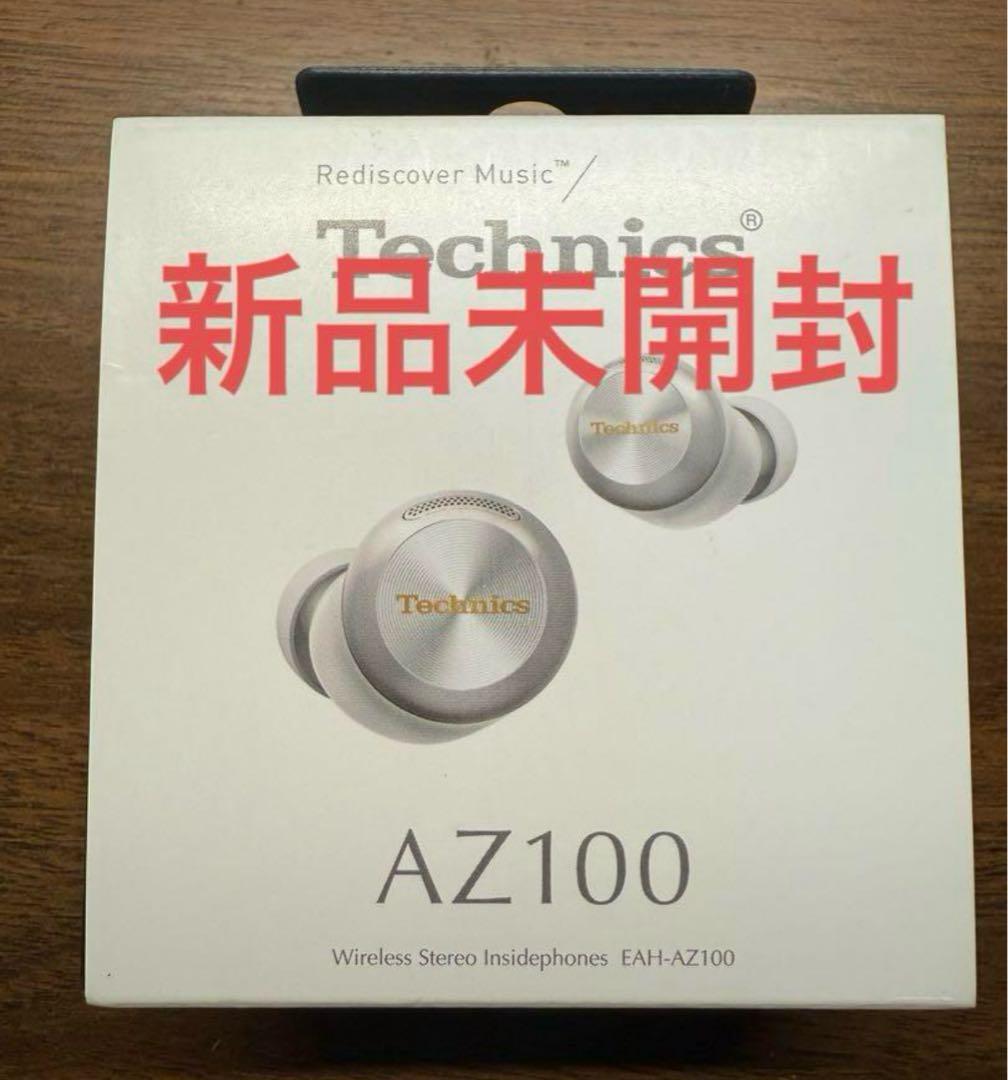 Rediscover Music™
Technics®
新品未開封
Technics
Technics
AZ100
Wireless Stereo Insidephones EAH-AZ100